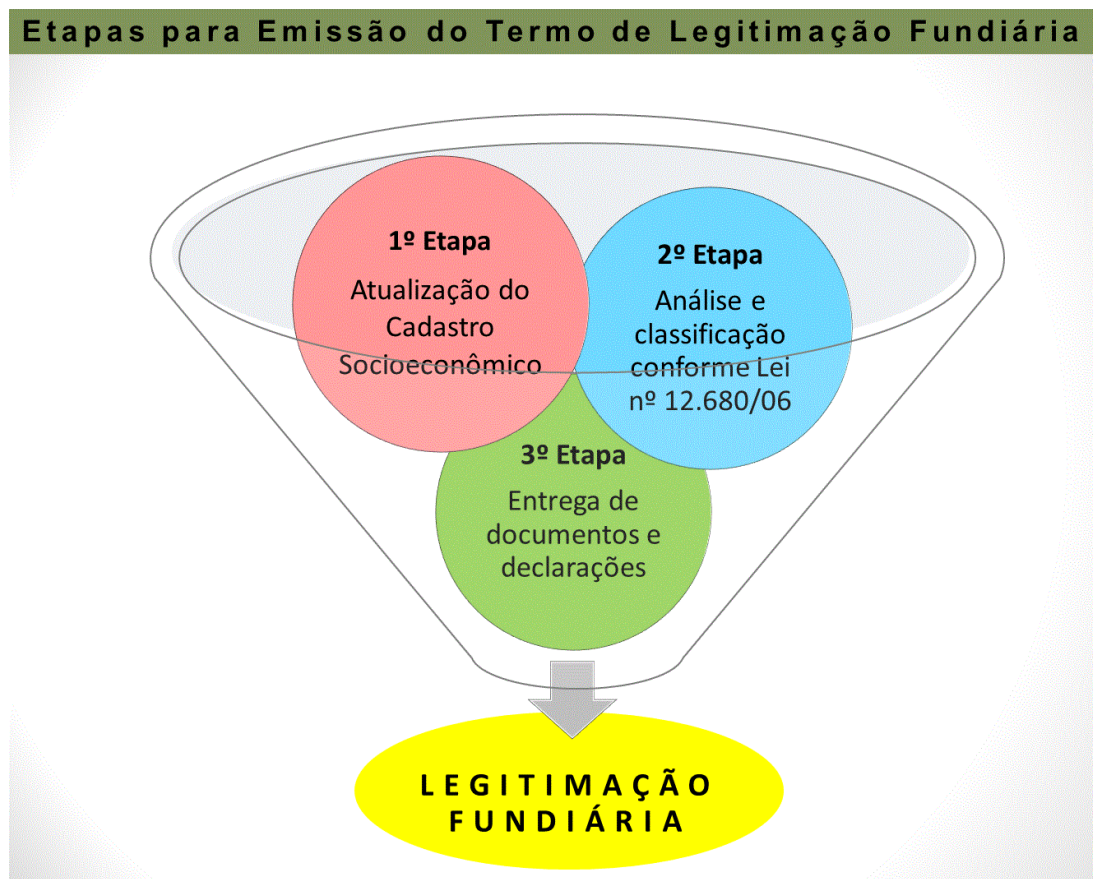 Etapas para Emissão do Termo de Legitimação Fundiária
1º Etapa
Atualização do
Cadastro
Socioeconômico
2º Etapa
Análise e
classificação
conforme Lei
nº 12.680/06
3º Etapa
Entrega de
documentos e
declarações
LEGITIMAÇÃO
FUNDIÁRIA